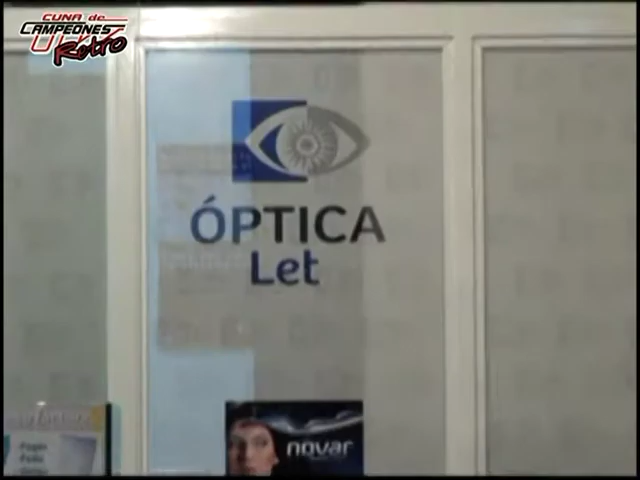 CUNA de
CAMPEONES
Retro
ÓPTICA
Let
novar